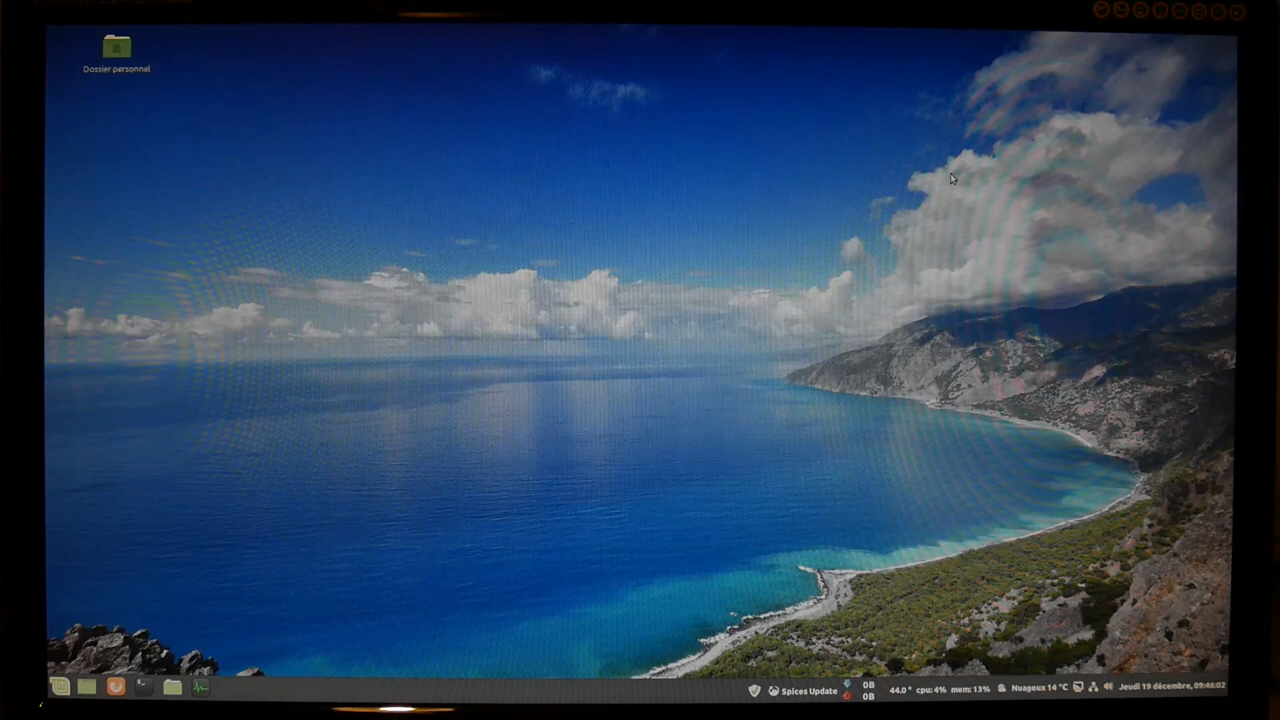 Dossier personnel
Spices Update
0B
0B
44.0° cpu: 4% mem: 13%
Nuageux 14 °C
Jeudi 19 décembre, 09:46:02